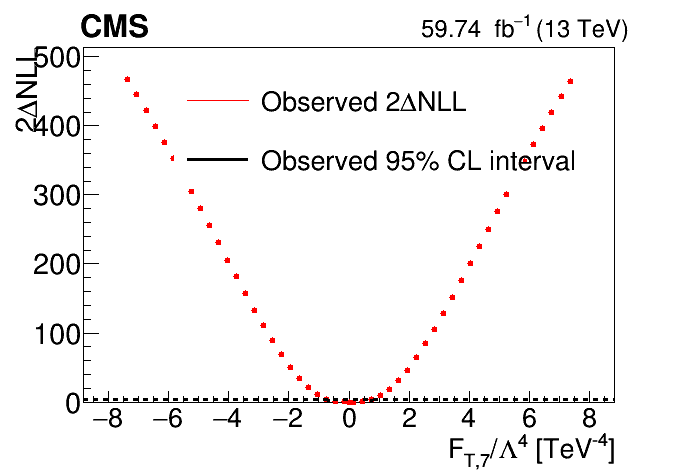 CMS
59.74 fb⁻¹ (13 TeV)
2ΔNLL
500
400
300
200
100
0
Observed 2ΔNLL
Observed 95% CL interval
−8 −6 −4 −2 0 2 4 6 8
F_{T,7}/Λ⁴ [TeV⁻⁴]